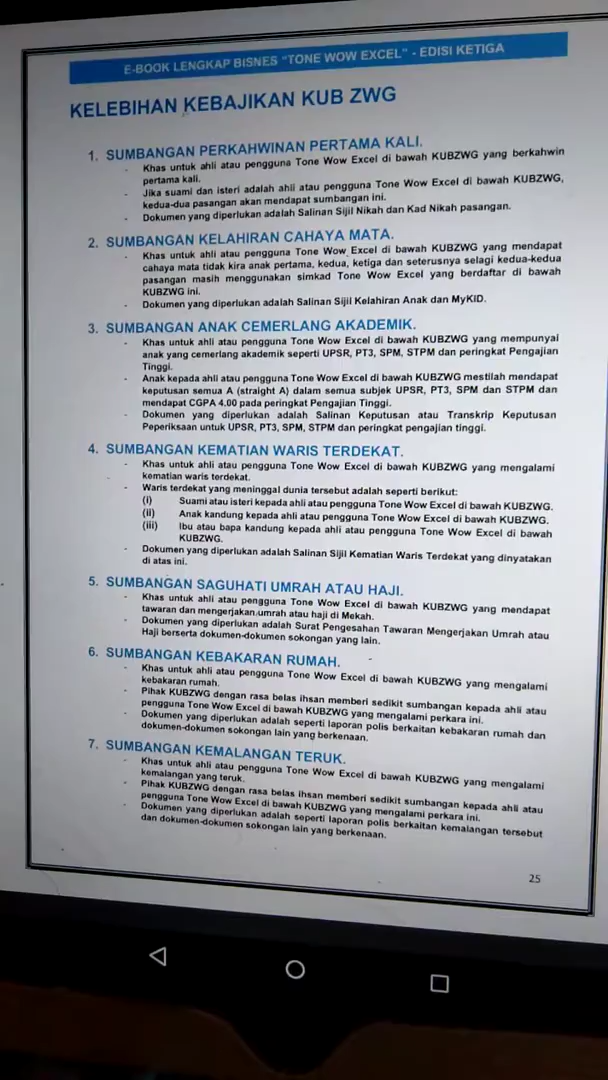 E-BOOK LENGKAP BISNES "TONE WOW EXCEL" - EDISI KETIGA
KELEBIHAN KEBAJIKAN KUB ZWG
1. SUMBANGAN PERKAHWINAN PERTAMA KALI.
- Khas untuk ahli atau pengguna Tone Wow Excel di bawah KUBZWG yang berkahwin
pertama kali.
- Jika suami dan isteri adalah ahli atau pengguna Tone Wow Excel di bawah KUBZWG,
kedua-dua pasangan akan mendapat sumbangan ini.
- Dokumen yang diperlukan adalah Salinan Sijil Nikah dan Kad Nikah pasangan.
2. SUMBANGAN KELAHIRAN CAHAYA MATA.
- Khas untuk ahli atau pengguna Tone Wow Excel di bawah KUBZWG yang mendapat
cahaya mata tidak kira anak pertama, kedua, ketiga dan seterusnya selagi kedua-kedua
pasangan masih menggunakan simkad Tone Wow Excel yang berdaftar di bawah
KUBZWG ini.
- Dokumen yang diperlukan adalah Salinan Sijil Kelahiran Anak dan MyKID.
3. SUMBANGAN ANAK CEMERLANG AKADEMIK.
- Khas untuk ahli atau pengguna Tone Wow Excel di bawah KUBZWG yang mempunyai
anak yang cemerlang akademik seperti UPSR, PT3, SPM, STPM dan peringkat Pengajian
Tinggi.
- Anak kepada ahli atau pengguna Tone Wow Excel di bawah KUBZWG mestilah mendapat
keputusan semua A (straight A) dalam semua subjek UPSR, PT3, SPM dan STPM dan
mendapat CGPA 4.00 pada peringkat Pengajian Tinggi.
- Dokumen yang diperlukan adalah Salinan Keputusan atau Transkrip Keputusan
Peperiksaan untuk UPSR, PT3, SPM, STPM dan peringkat pengajian tinggi.
4. SUMBANGAN KEMATIAN WARIS TERDEKAT.
- Khas untuk ahli atau pengguna Tone Wow Excel di bawah KUBZWG yang mengalami
kematian waris terdekat.
- Waris terdekat yang meninggal dunia tersebut adalah seperti berikut:
(i) Suami atau isteri kepada ahli atau pengguna Tone Wow Excel di bawah KUBZWG.
(ii) Anak kandung kepada ahli atau pengguna Tone Wow Excel di bawah KUBZWG.
(iii) Ibu atau bapa kandung kepada ahli atau pengguna Tone Wow Excel di bawah
KUBZWG.
- Dokumen yang diperlukan adalah Salinan Sijil Kematian Waris Terdekat yang dinyatakan
di atas ini.
5. SUMBANGAN SAGUHATI UMRAH ATAU HAJI.
- Khas untuk ahli atau pengguna Tone Wow Excel di bawah KUBZWG yang mendapat
tawaran dan mengerjakan umrah atau haji di Mekah.
- Dokumen yang diperlukan adalah Surat Pengesahan Tawaran Mengerjakan Umrah atau
Haji berserta dokumen-dokumen sokongan yang lain.
6. SUMBANGAN KEBAKARAN RUMAH.
- Khas untuk ahli atau pengguna Tone Wow Excel di bawah KUBZWG yang mengalami
kebakaran rumah.
- Pihak KUBZWG dengan rasa belas ihsan memberi sedikit sumbangan kepada ahli atau
pengguna Tone Wow Excel di bawah KUBZWG yang mengalami perkara ini.
- Dokumen yang diperlukan adalah seperti laporan polis berkaitan kebakaran rumah dan
dokumen-dokumen sokongan lain yang berkenaan.
7. SUMBANGAN KEMALANGAN TERUK.
- Khas untuk ahli atau pengguna Tone Wow Excel di bawah KUBZWG yang mengalami
kemalangan yang teruk.
- Pihak KUBZWG dengan rasa belas ihsan memberi sedikit sumbangan kepada ahli atau
pengguna Tone Wow Excel di bawah KUBZWG yang mengalami perkara ini.
- Dokumen yang diperlukan adalah seperti laporan polis berkaitan kemalangan tersebut
dan dokumen-dokumen sokongan lain yang berkenaan.
25